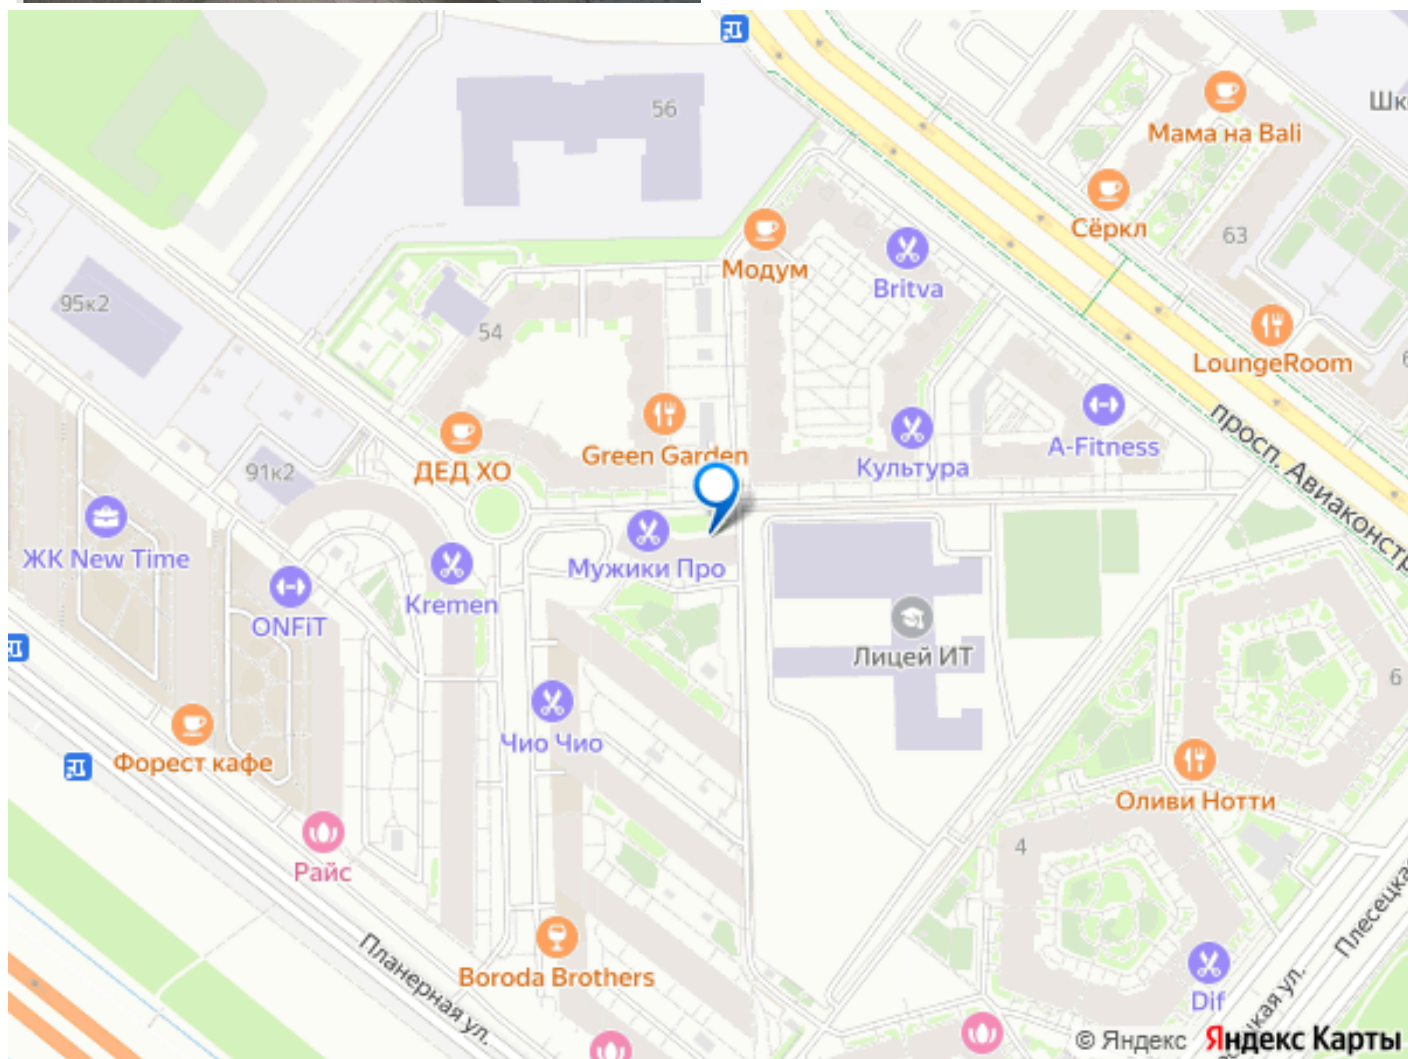 56
Шк
Мама на Bali
Сёркл
63
Модум
Britva
95к2
54
LoungeRoom
6
просп. Авиаконстр
A-Fitness
Green Garden
Культура
ДЕД ХО
91к2
ЖК New Time
Мужики Про
Kremen
ONFiT
Лицей ИТ
6
Чио Чио
Форест кафе
Оливи Нотти
4
Райс
Плесецкая
Планерная ул.
Boroda Brothers
Dif
цкая ул.
© Яндекс Яндекс Карты